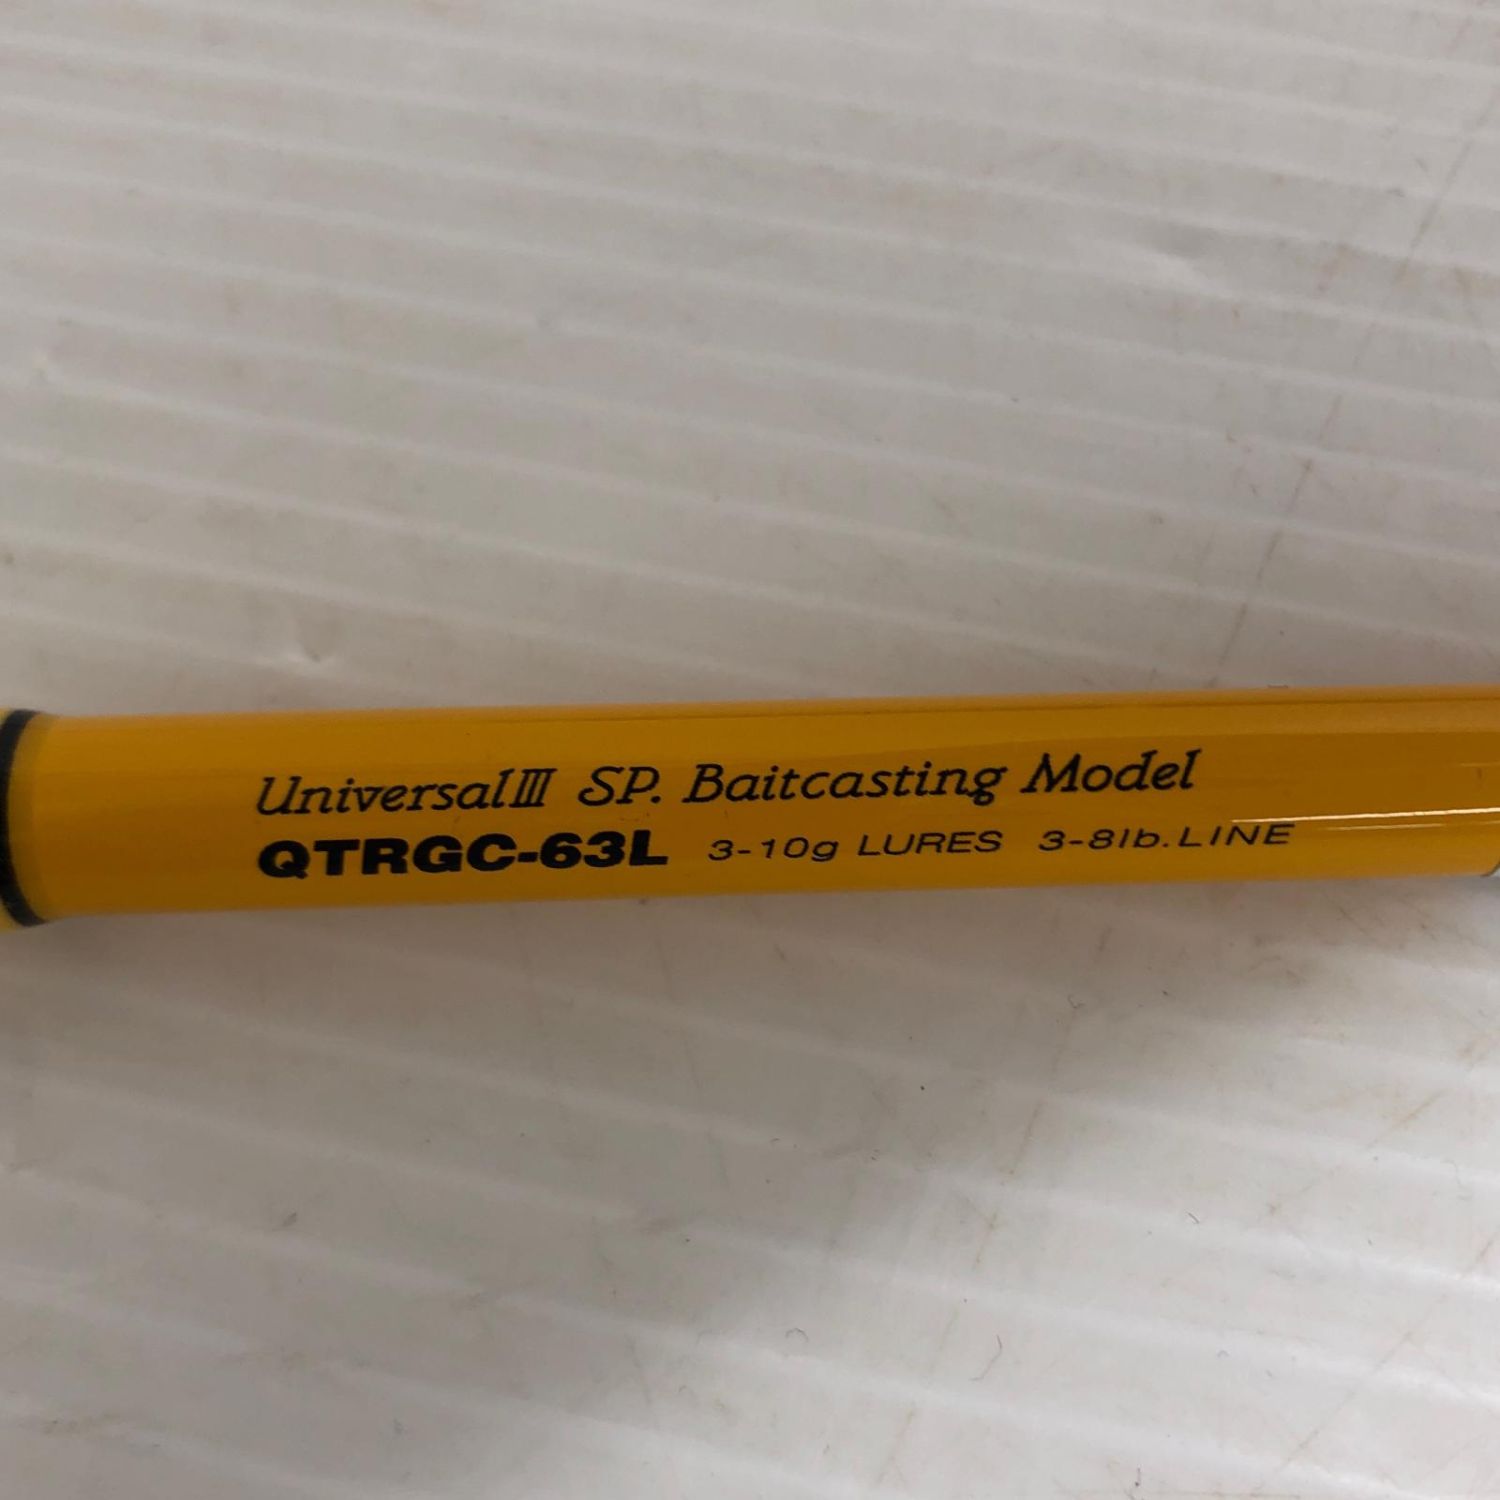 UniversalⅢ SP. Baitcasting Model
QTRGC-63L 3-10g LURES 3-8lb.LINE